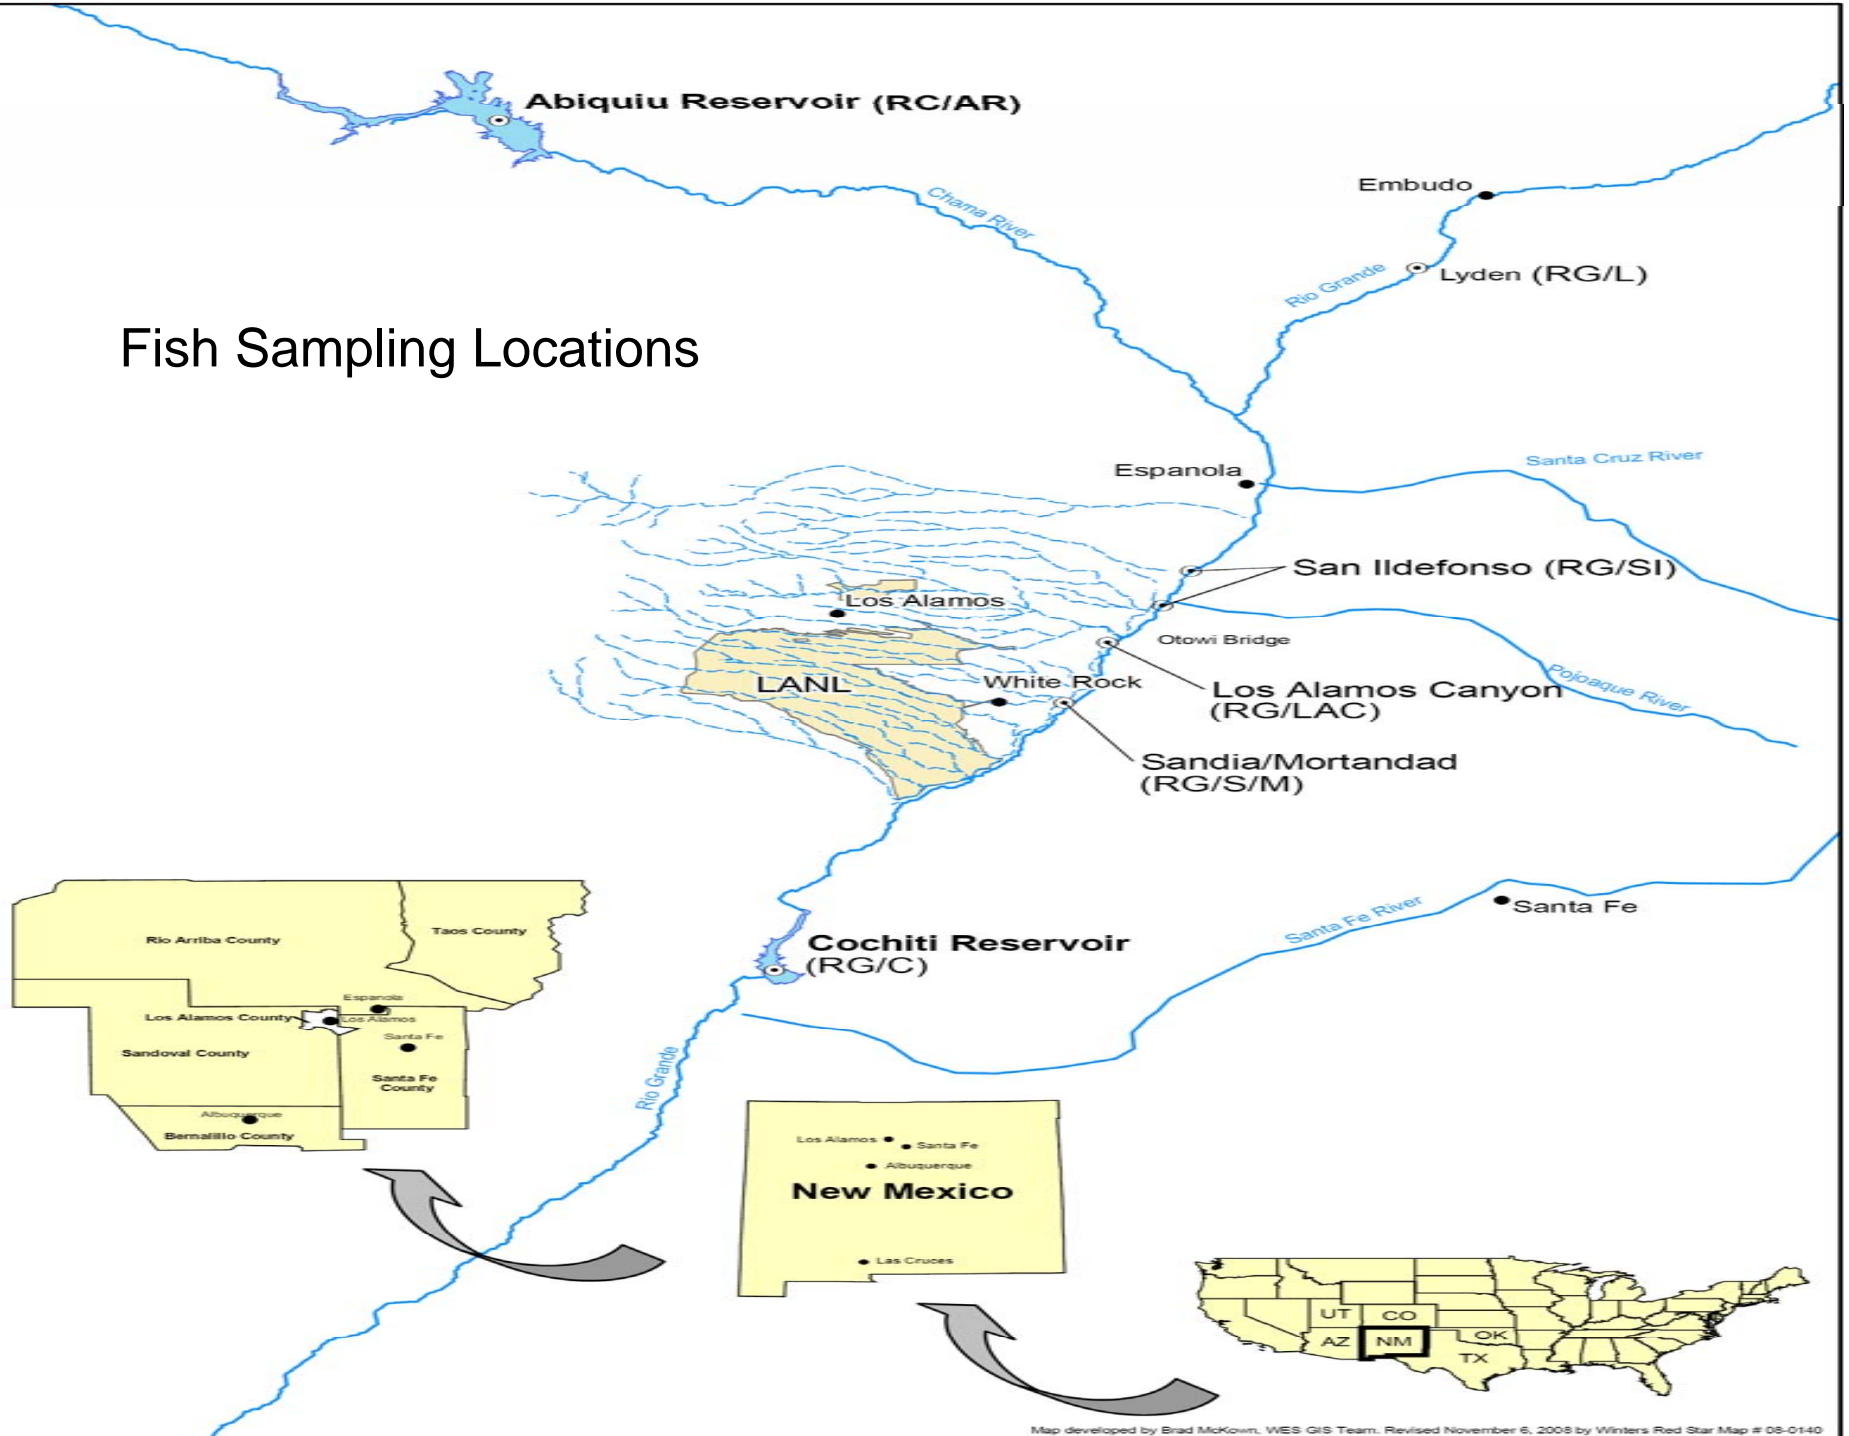 Abiquiu Reservoir (RC/AR)
Chama River
Embudo
Rio Grande
Lyden (RG/L)
Fish Sampling Locations
Espanola
Santa Cruz River
San Ildefonso (RG/SI)
Los Alamos
Otowi Bridge
LANL
White Rock
Los Alamos Canyon
(RG/LAC)
Pojoaque River
Sandia/Mortandad
(RG/S/M)
Santa Fe River
Santa Fe
Cochiti Reservoir
(RG/C)
Rio Grande
Rio Arriba County
Taos County
Espanola
Los Alamos County
Los Alamos
Santa Fe
Sandoval County
Santa Fe
County
Albuquerque
Bernalillo County
Los Alamos
Santa Fe
Albuquerque
New Mexico
Las Cruces
UT
CO
AZ
NM
OK
TX
Map developed by Brad McKown, WES GIS Team. Revised November 6, 2008 by Winters Red Star Map # 08-0140